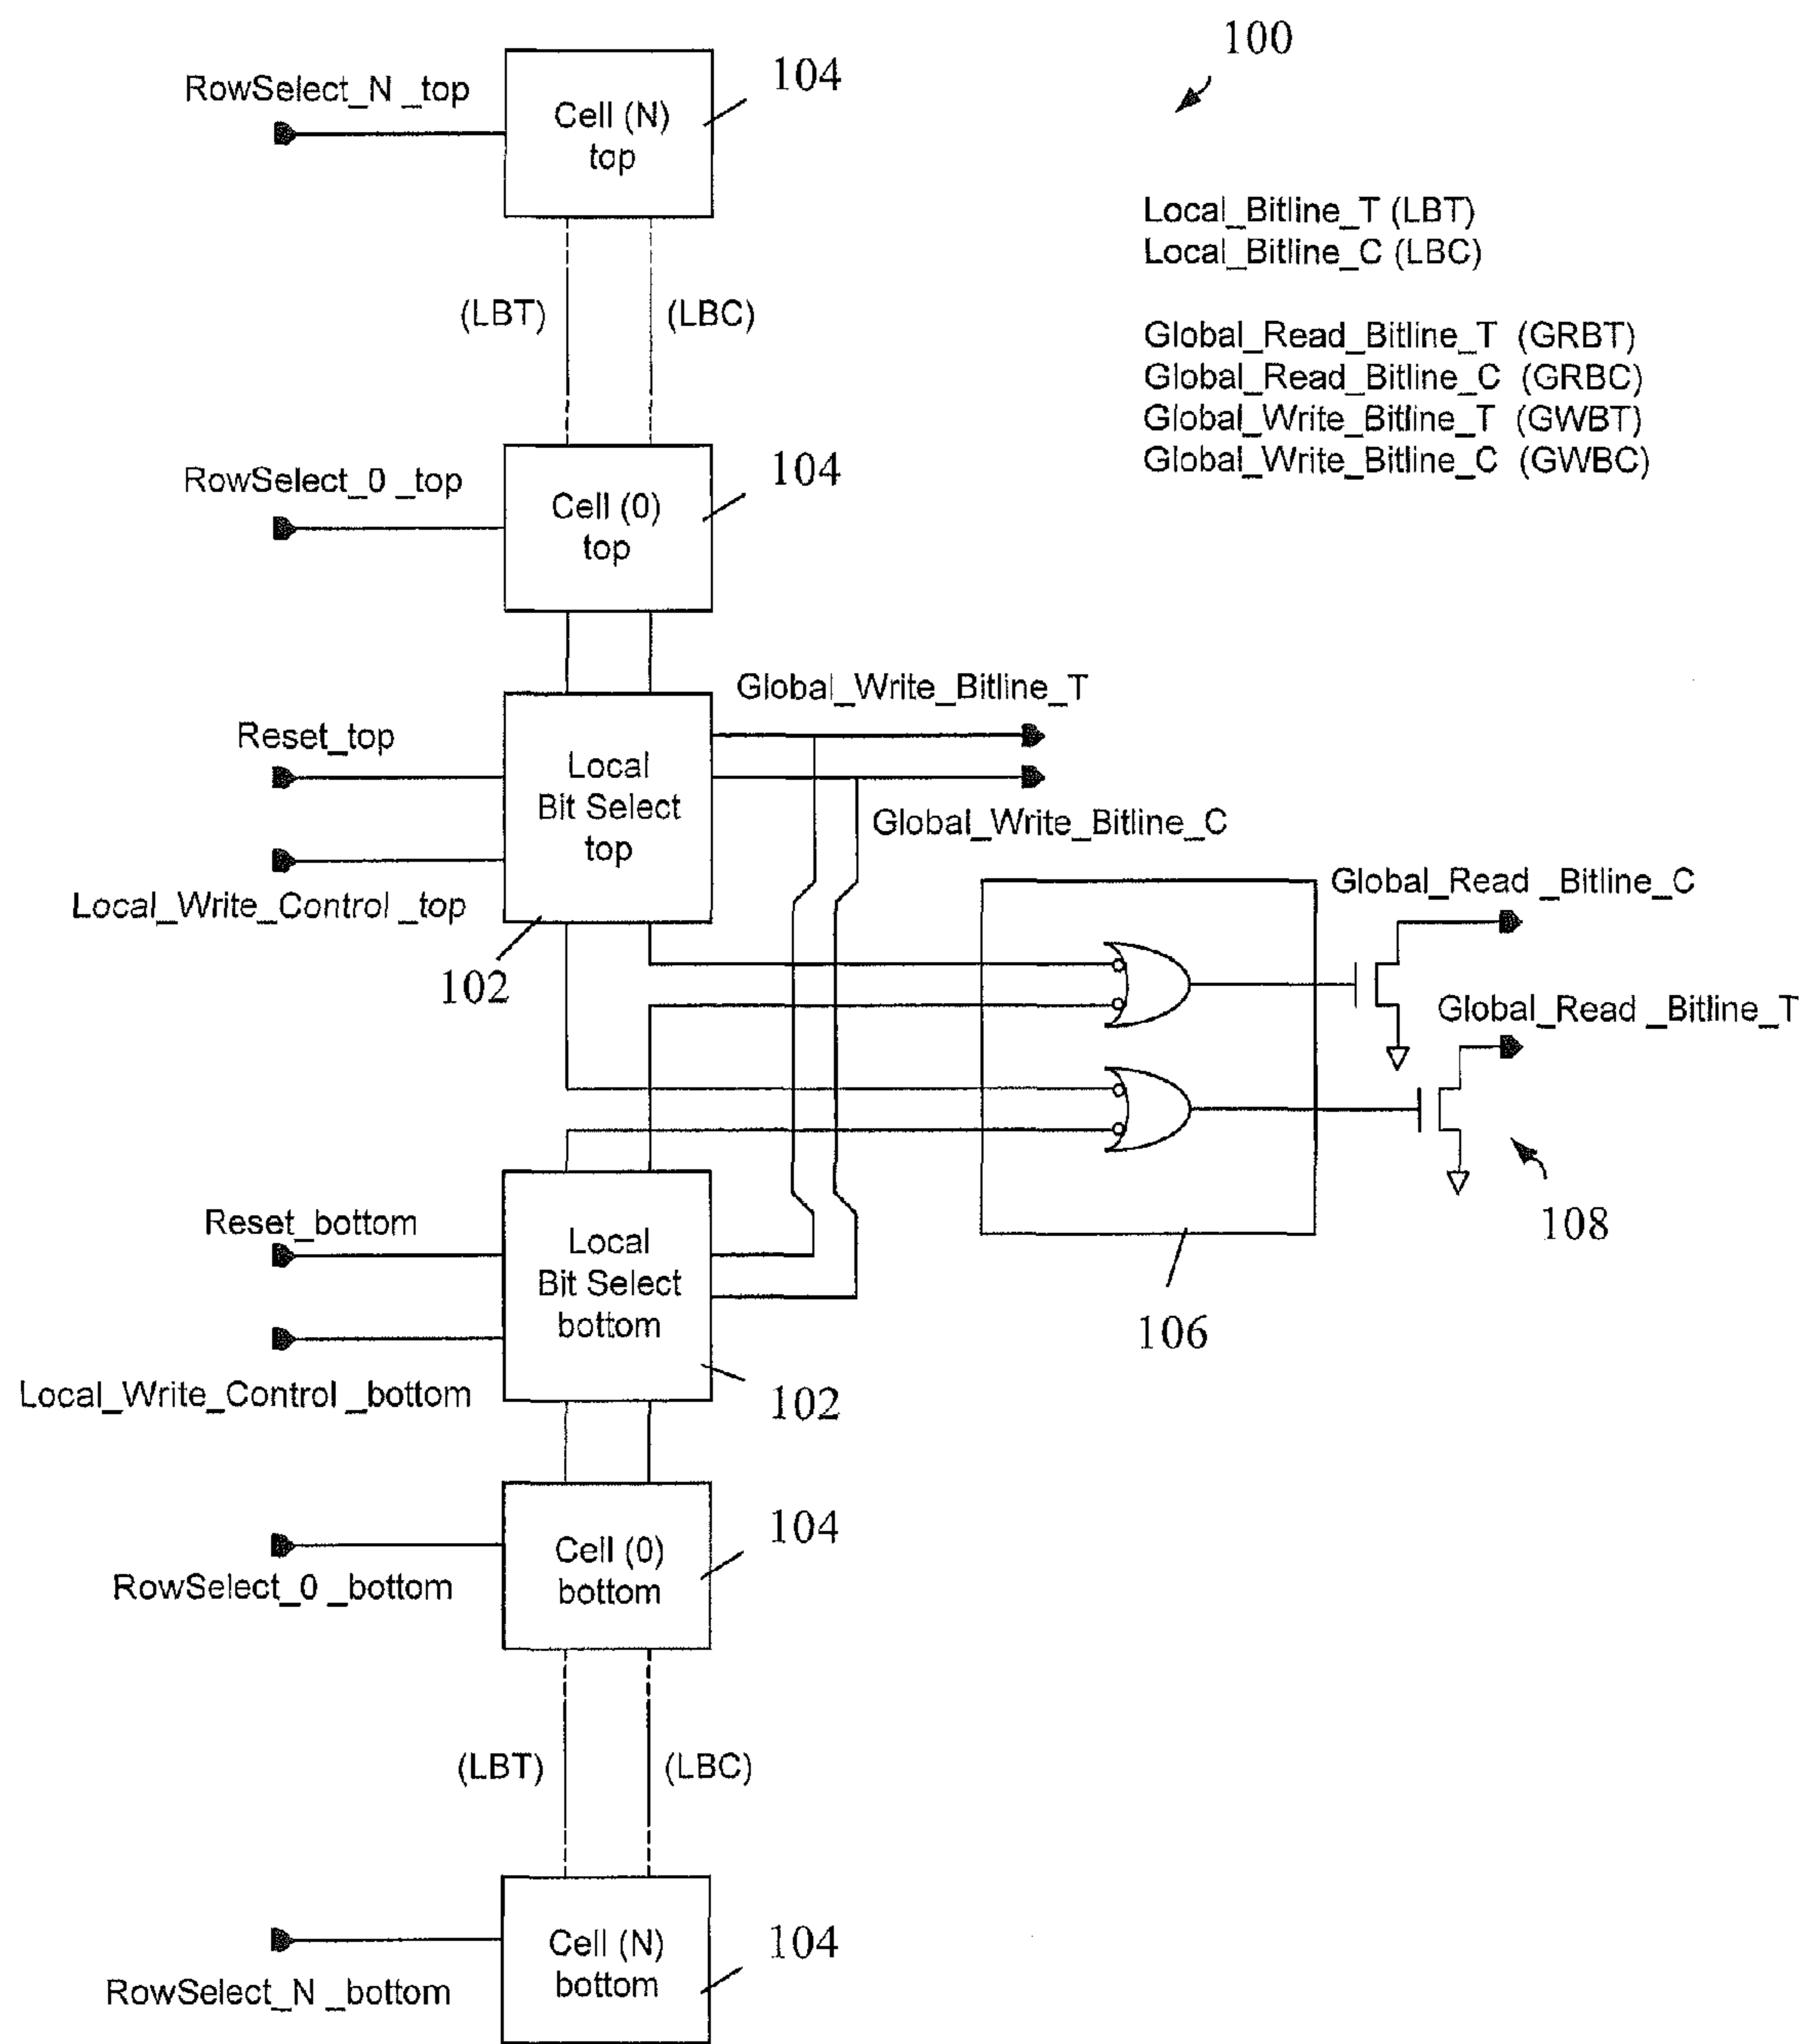 100
RowSelect_N _top
Cell (N)
top
104
Local_Bitline_T (LBT)
Local_Bitline_C (LBC)
(LBT)
(LBC)
Global_Read_Bitline_T (GRBT)
Global_Read_Bitline_C (GRBC)
Global_Write_Bitline_T (GWBT)
Global_Write_Bitline_C (GWBC)
RowSelect_0 _top
Cell (0)
top
104
Global_Write_Bitline_T
Reset_top
Local
Bit Select
top
Global_Write_Bitline_C
Local_Write_Control _top
102
Global_Read _Bitline_C
Global_Read _Bitline_T
108
Reset_bottom
Local
Bit Select
bottom
106
Local_Write_Control _bottom
102
Cell (0)
bottom
104
RowSelect_0 _bottom
(LBT)
(LBC)
Cell (N)
bottom
104
RowSelect_N _bottom